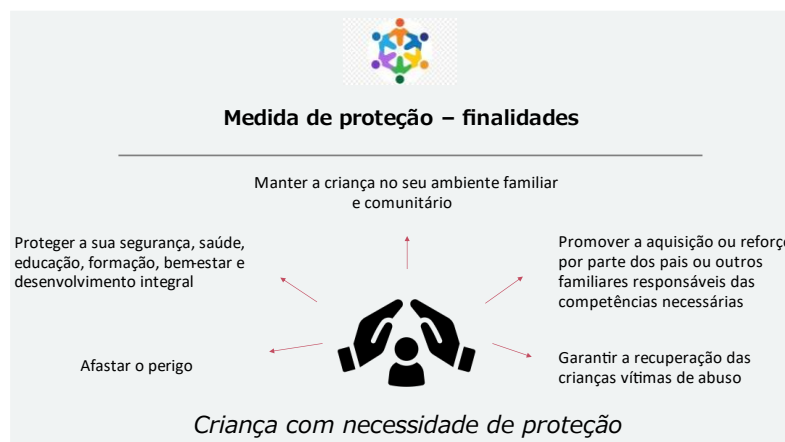 Medida de proteção – finalidades
Manter a criança no seu ambiente familiar
e comunitário
Proteger a sua segurança, saúde,
educação, formação, bem-estar e
desenvolvimento integral
Promover a aquisição ou reforço
por parte dos pais ou outros
familiares responsáveis das
competências necessárias
Afastar o perigo
Garantir a recuperação das
crianças vítimas de abuso
Criança com necessidade de proteção